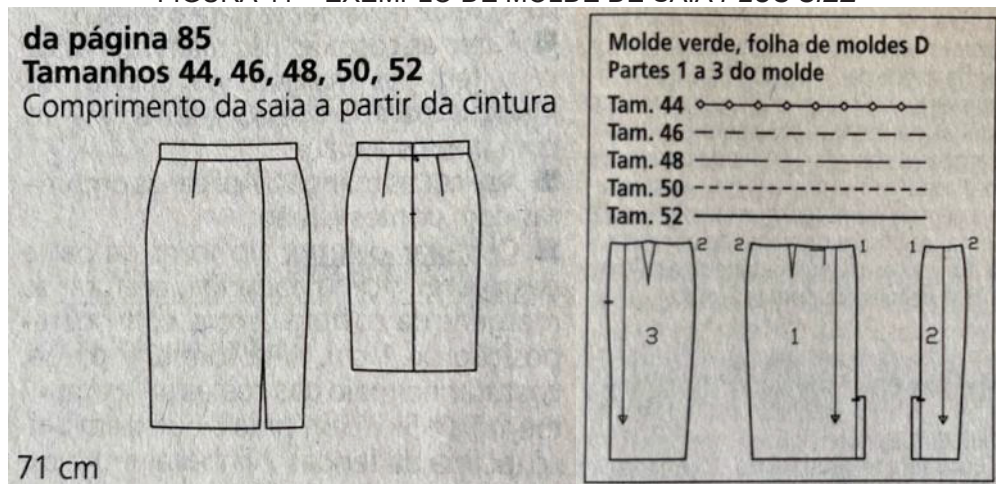 da página 85
Tamanhos 44, 46, 48, 50, 52
Comprimento da saia a partir da cintura
71 cm
Molde verde, folha de moldes D
Partes 1 a 3 do molde
Tam. 44
Tam. 46
Tam. 48
Tam. 50
Tam. 52
2 2 1 1 2
3 1 2